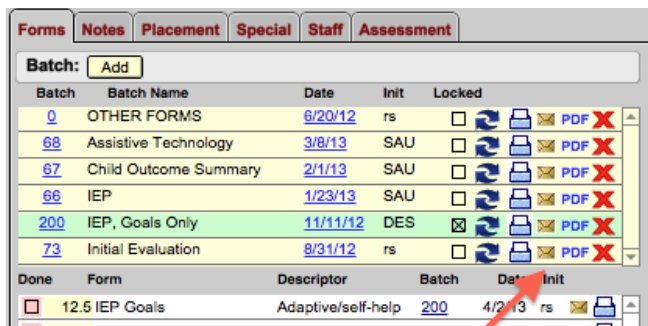 Forms Notes Placement Special Staff Assessment
Batch: Add
Batch Batch Name Date Init Locked
0 OTHER FORMS 6/20/12 rs PDF
68 Assistive Technology 3/8/13 SAU PDF
67 Child Outcome Summary 2/1/13 SAU PDF
66 IEP 1/23/13 SAU PDF
200 IEP, Goals Only 11/11/12 DES PDF
73 Initial Evaluation 8/31/12 rs PDF
Done Form Descriptor Batch Date Init
12.5 IEP Goals Adaptive/self-help 200 rs